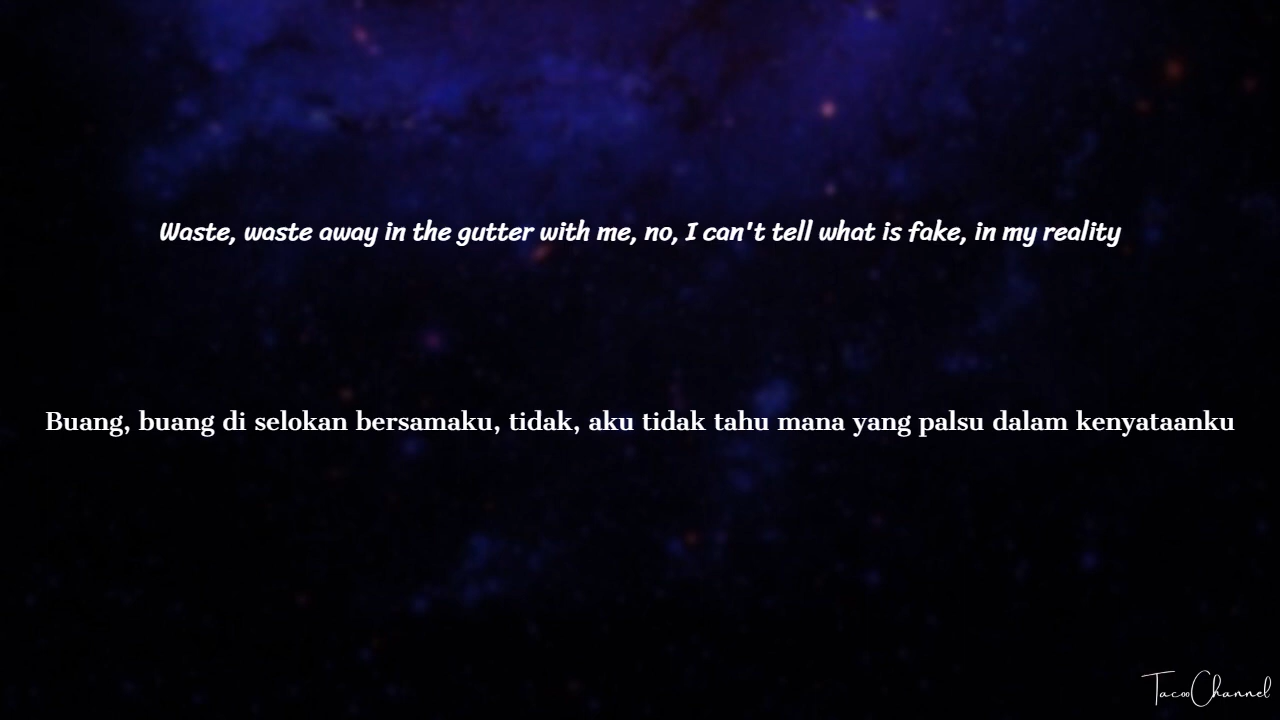 Waste, waste away in the gutter with me, no, I can't tell what is fake, in my reality
Buang, buang di selokan bersamaku, tidak, aku tidak tahu mana yang palsu dalam kenyataanku
TacooChannel